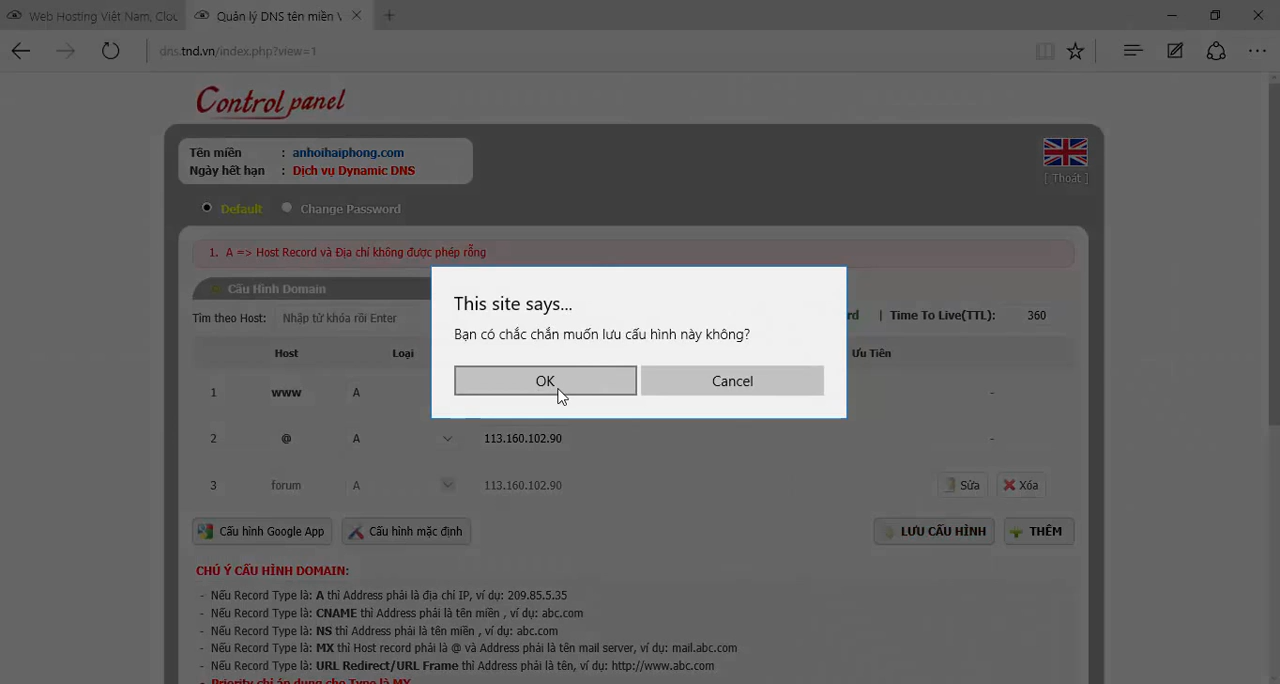 Web Hosting Việt Nam, Clou
Quản lý DNS tên miền V
dns.tnd.vn/index.php?view=1
Control panel
Tên miền : anhoihaiphong.com
Ngày hết hạn : Dịch vụ Dynamic DNS
[ Thoát ]
Default Change Password
1. A => Host Record và Địa chỉ không được phép rỗng
Cấu Hình Domain
Tìm theo Host: Nhập từ khóa rồi Enter
rd | Time To Live(TTL): 360
Host Loại Ưu Tiên
This site says...
Bạn có chắc chắn muốn lưu cấu hình này không?
OK Cancel
1 www A -
2 @ A 113.160.102.90 -
3 forum A 113.160.102.90 Sửa Xóa
Cấu hình Google App Cấu hình mặc định LƯU CẤU HÌNH THÊM
CHÚ Ý CẤU HÌNH DOMAIN:
- Nếu Record Type là: A thì Address phải là địa chỉ IP, ví dụ: 209.85.5.35
- Nếu Record Type là: CNAME thì Address phải là tên miền , ví dụ: abc.com
- Nếu Record Type là: NS thì Address phải là tên miền , ví dụ: abc.com
- Nếu Record Type là: MX thì Host record phải là @ và Address phải là tên mail server, ví dụ: mail.abc.com
- Nếu Record Type là: URL Redirect/URL Frame thì Address phải là tên, ví dụ: http://www.abc.com
- Priority chỉ áp dụng cho Type là MX